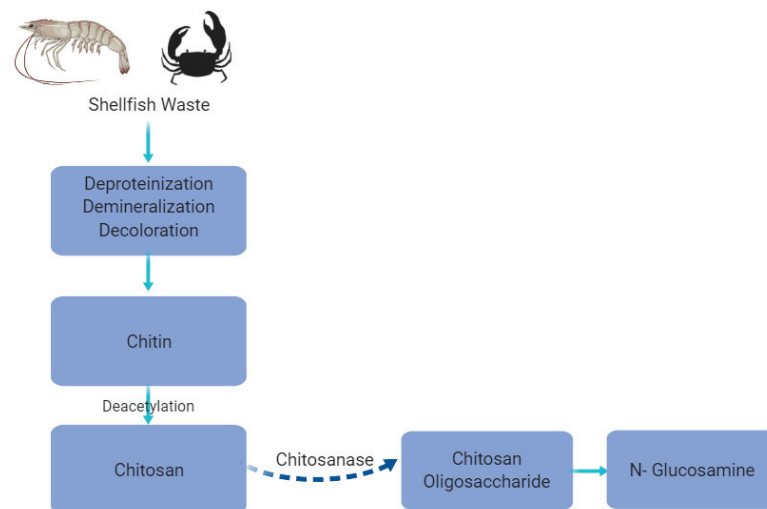 Shellfish Waste
Deproteinization
Demineralization
Decoloration
Chitin
Deacetylation
Chitosan
Chitosanase
Chitosan
Oligosaccharide
N- Glucosamine